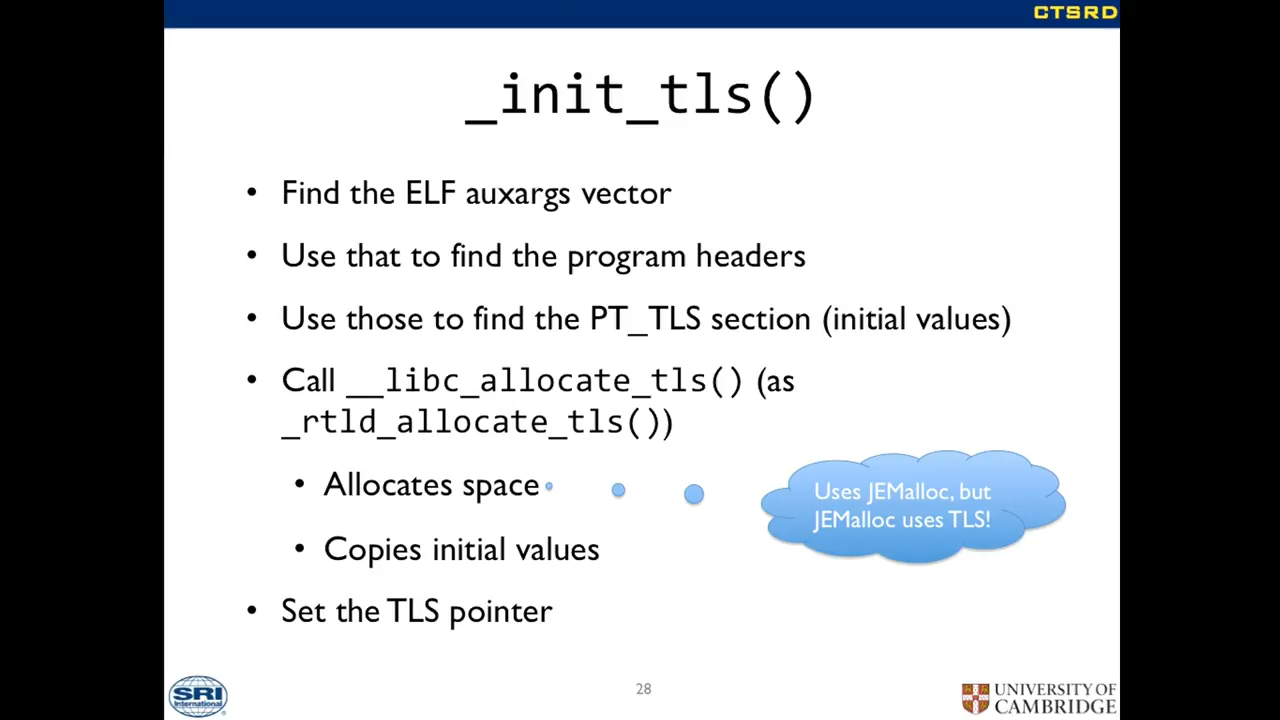 CTSRD
_init_tls()
• Find the ELF auxargs vector
• Use that to find the program headers
• Use those to find the PT_TLS section (initial values)
• Call __libc_allocate_tls() (as
_rtld_allocate_tls())
• Allocates space
Uses JEMalloc, but
JEMalloc uses TLS!
• Copies initial values
• Set the TLS pointer
28
SRI
International
UNIVERSITY OF
CAMBRIDGE